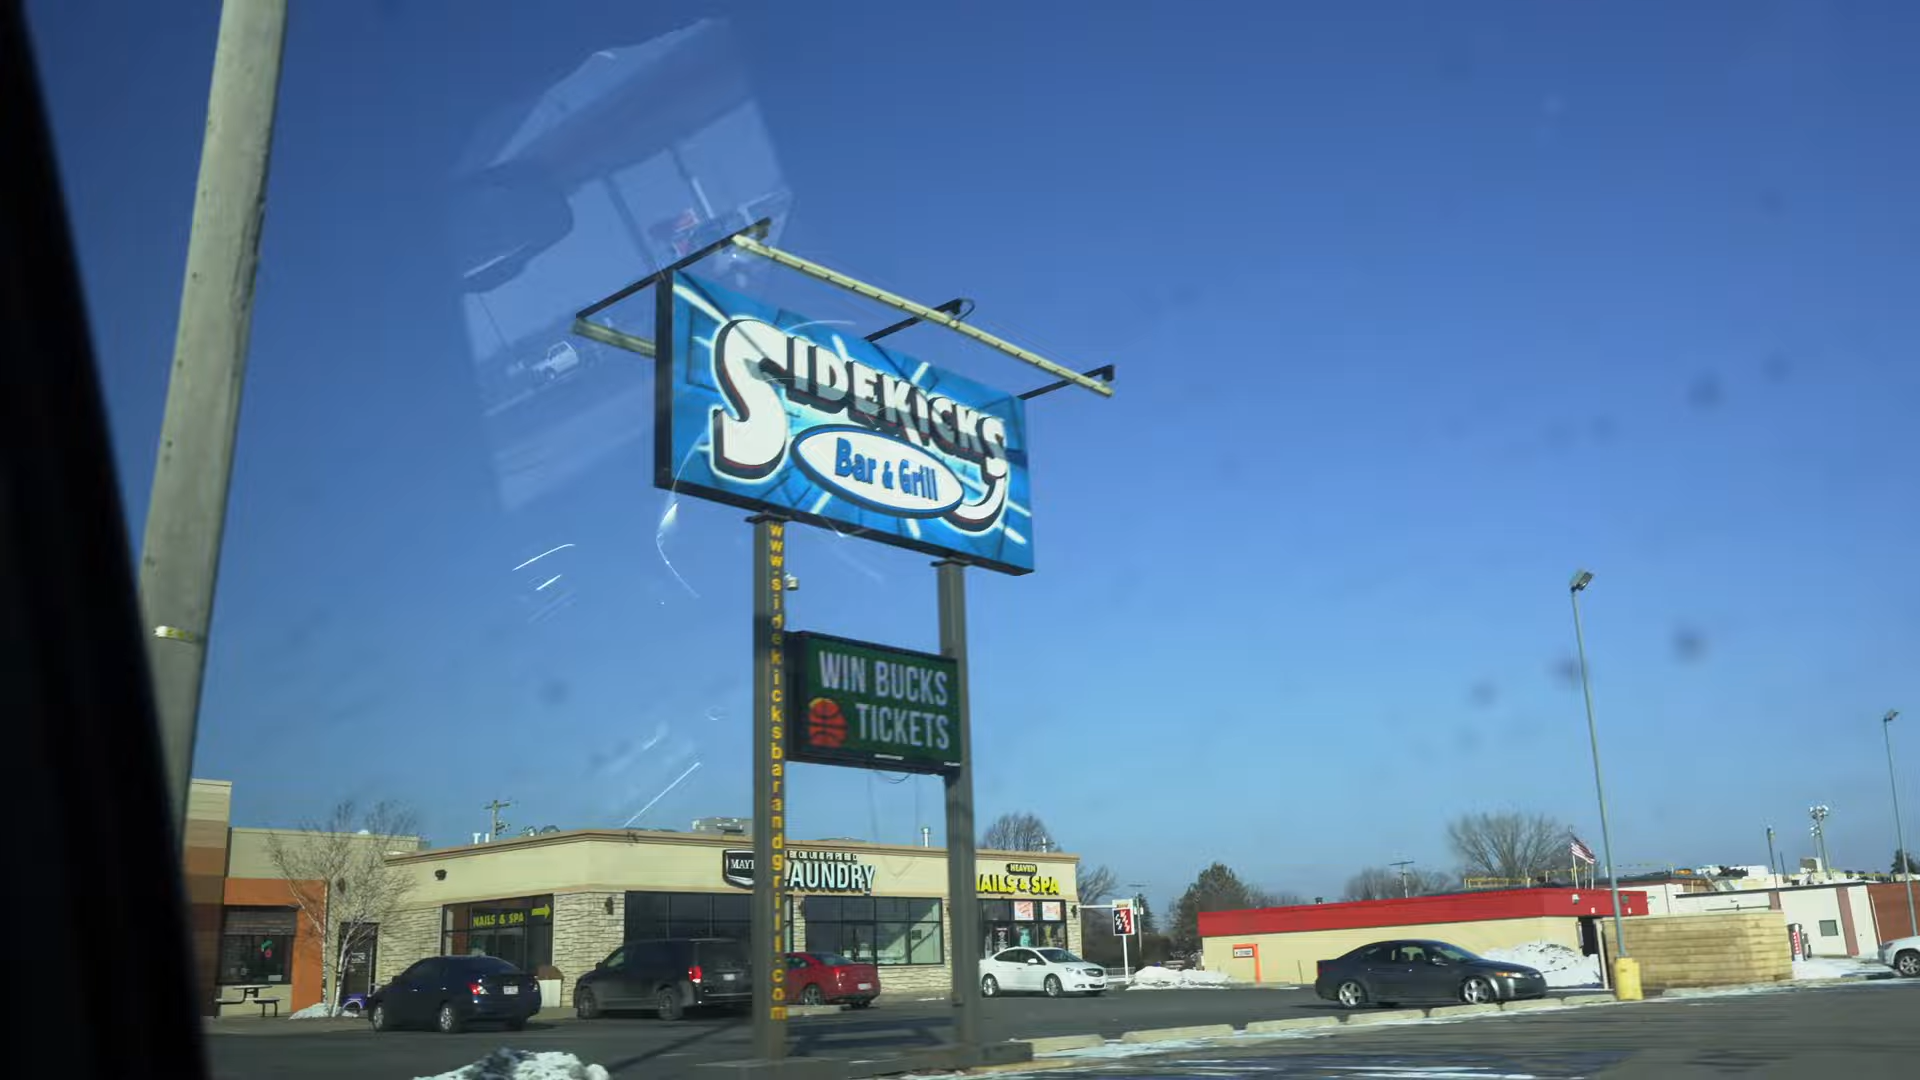 SIDEKICKS
Bar & Grill
www.sidekicksbarandgrill.com
WIN BUCKS
TICKETS
LAUNDRY
HEAVEN
NAILS & SPA
NAILS & SPA